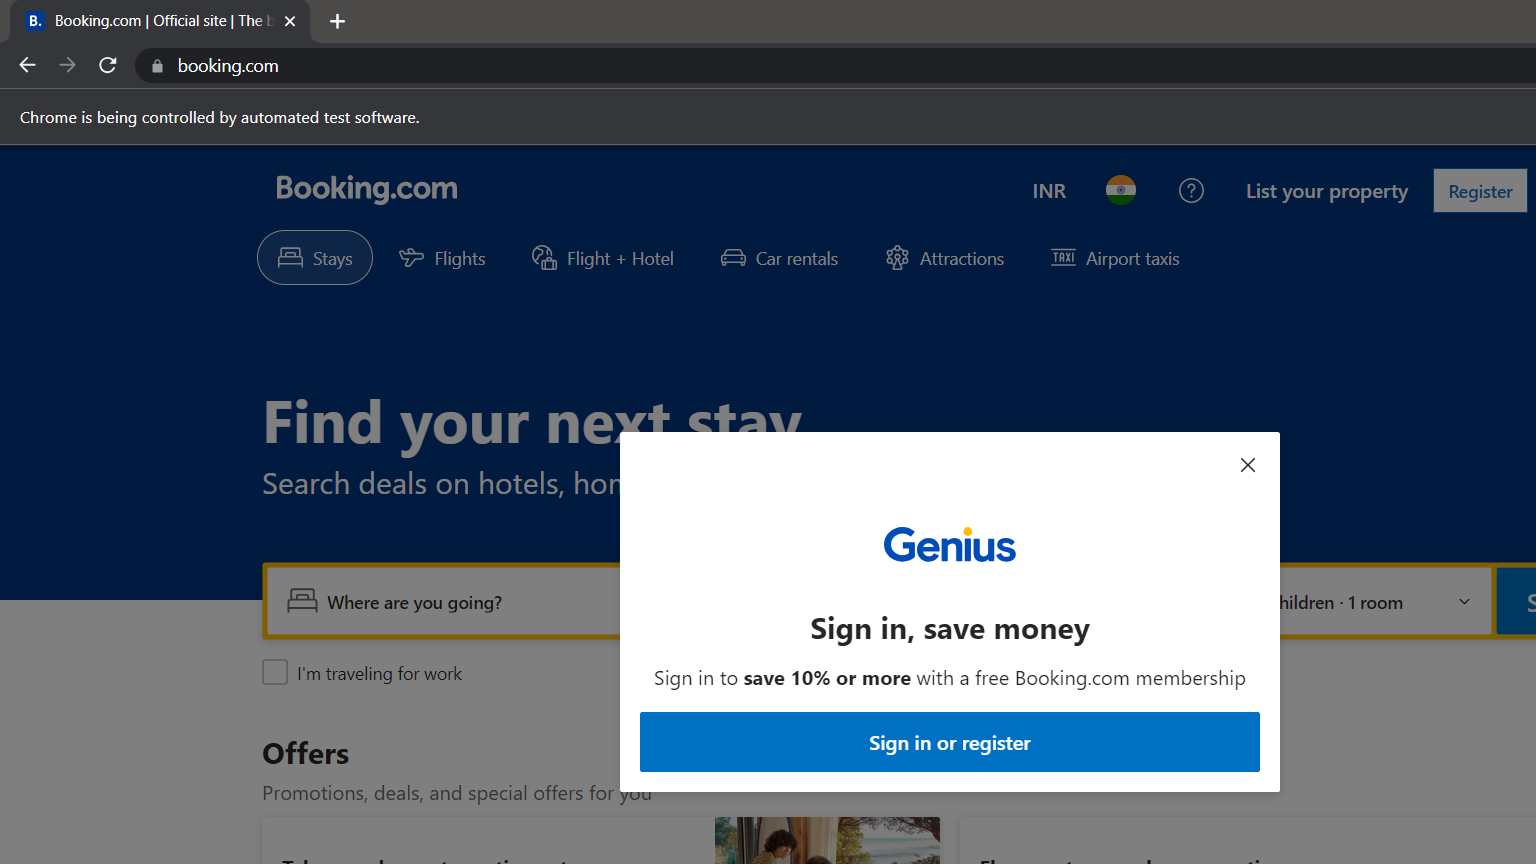 B. Booking.com | Official site | The b
booking.com
Chrome is being controlled by automated test software.
Booking.com
INR
List your property
Register
Stays
Flights
Flight + Hotel
Car rentals
Attractions
TAXI Airport taxis
Find your next stay
Search deals on hotels,
Genius
Sign in, save money
Sign in to save 10% or more with a free Booking.com membership
Sign in or register
Where are you going?
hildren · 1 room
S
I'm traveling for work
Offers
Promotions, deals, and special offers for you